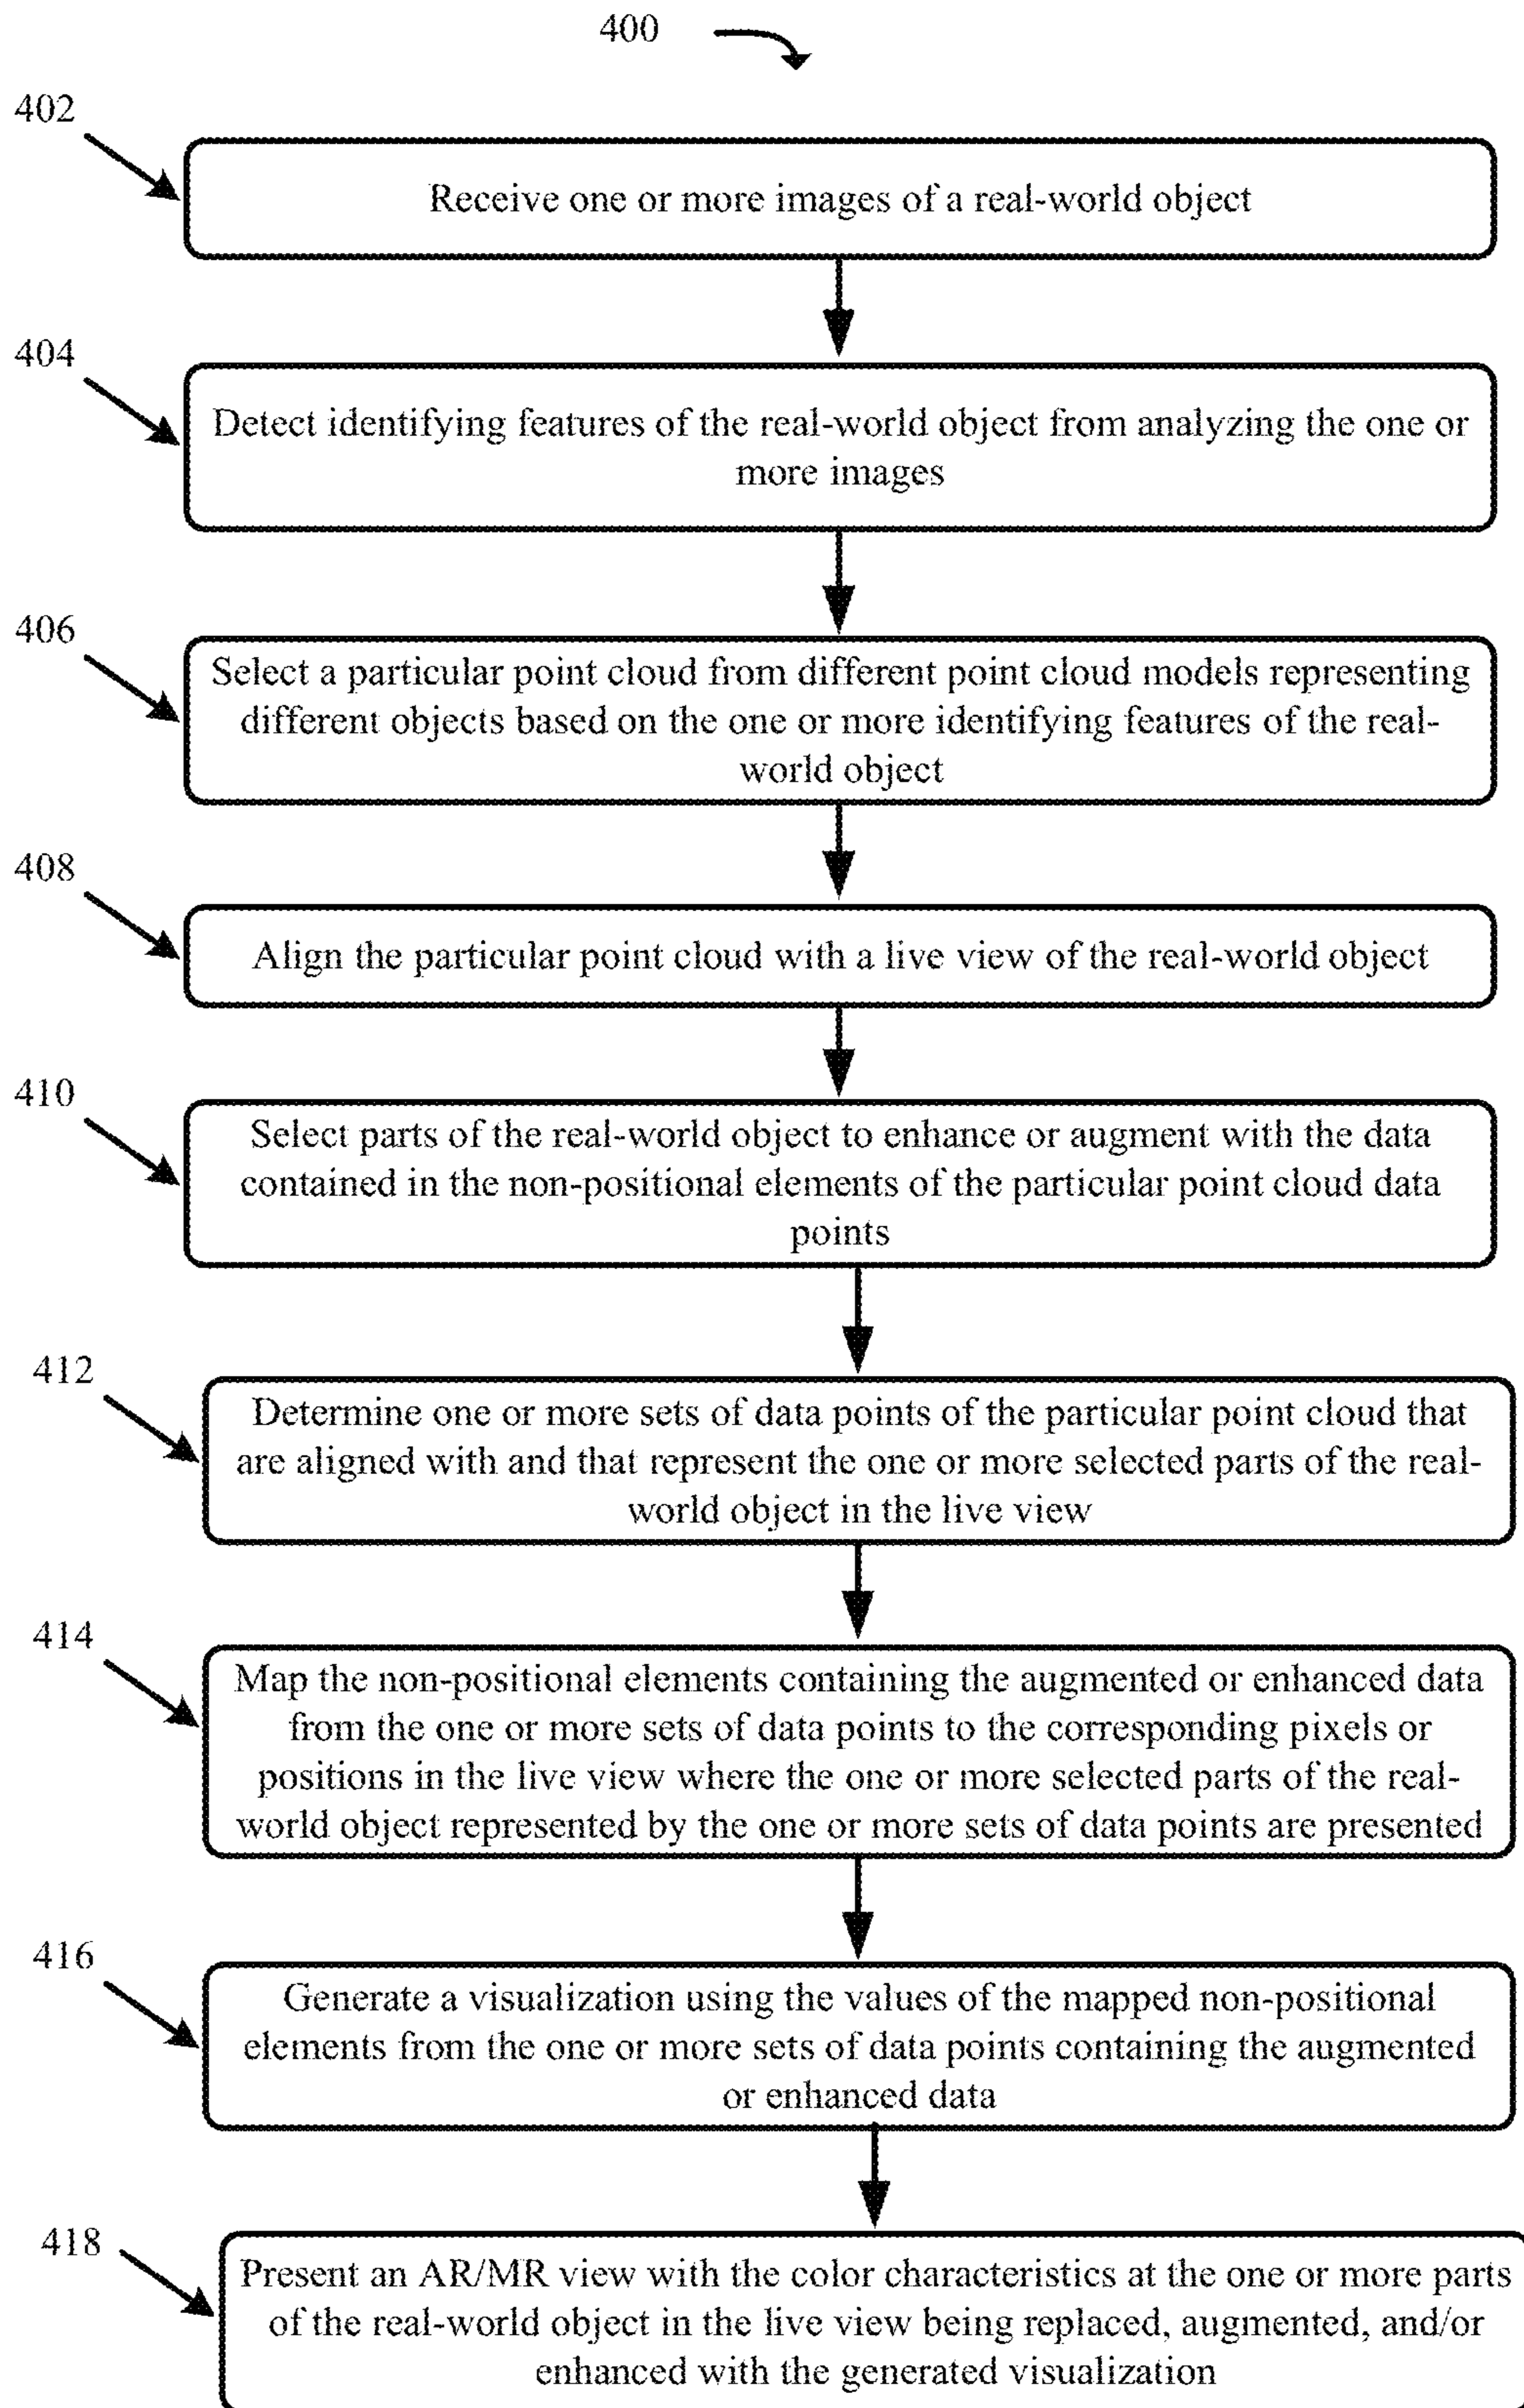 400
402
Receive one or more images of a real-world object
404
Detect identifying features of the real-world object from analyzing the one or
more images
406
Select a particular point cloud from different point cloud models representing
different objects based on the one or more identifying features of the real-
world object
408
Align the particular point cloud with a live view of the real-world object
410
Select parts of the real-world object to enhance or augment with the data
contained in the non-positional elements of the particular point cloud data
points
412
Determine one or more sets of data points of the particular point cloud that
are aligned with and that represent the one or more selected parts of the real-
world object in the live view
414
Map the non-positional elements containing the augmented or enhanced data
from the one or more sets of data points to the corresponding pixels or
positions in the live view where the one or more selected parts of the real-
world object represented by the one or more sets of data points are presented
416
Generate a visualization using the values of the mapped non-positional
elements from the one or more sets of data points containing the augmented
or enhanced data
418
Present an AR/MR view with the color characteristics at the one or more parts
of the real-world object in the live view being replaced, augmented, and/or
enhanced with the generated visualization